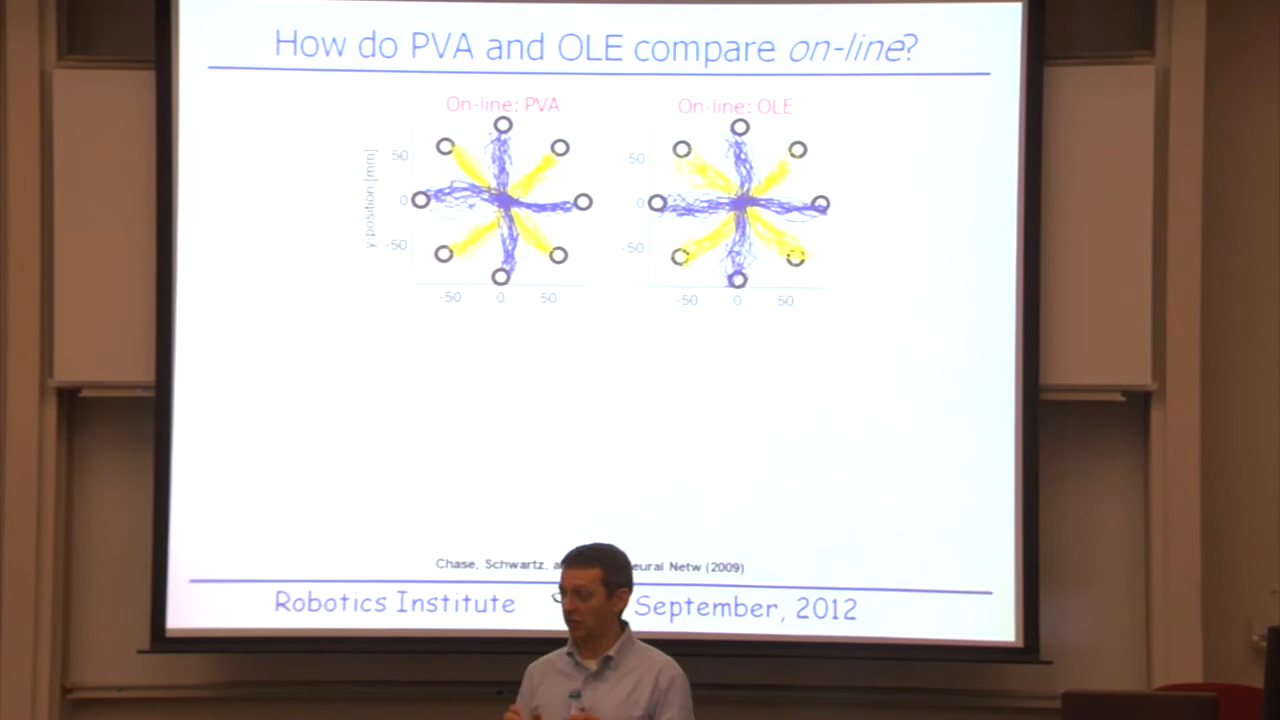 How do PVA and OLE compare on-line?
On-line: PVA
On-line: OLE
y position [mm]
50
0
-50
-50 0 50
50
0
-50
-50 0 50
Chase, Schwartz, a eural Netw (2009)
Robotics Institute September, 2012